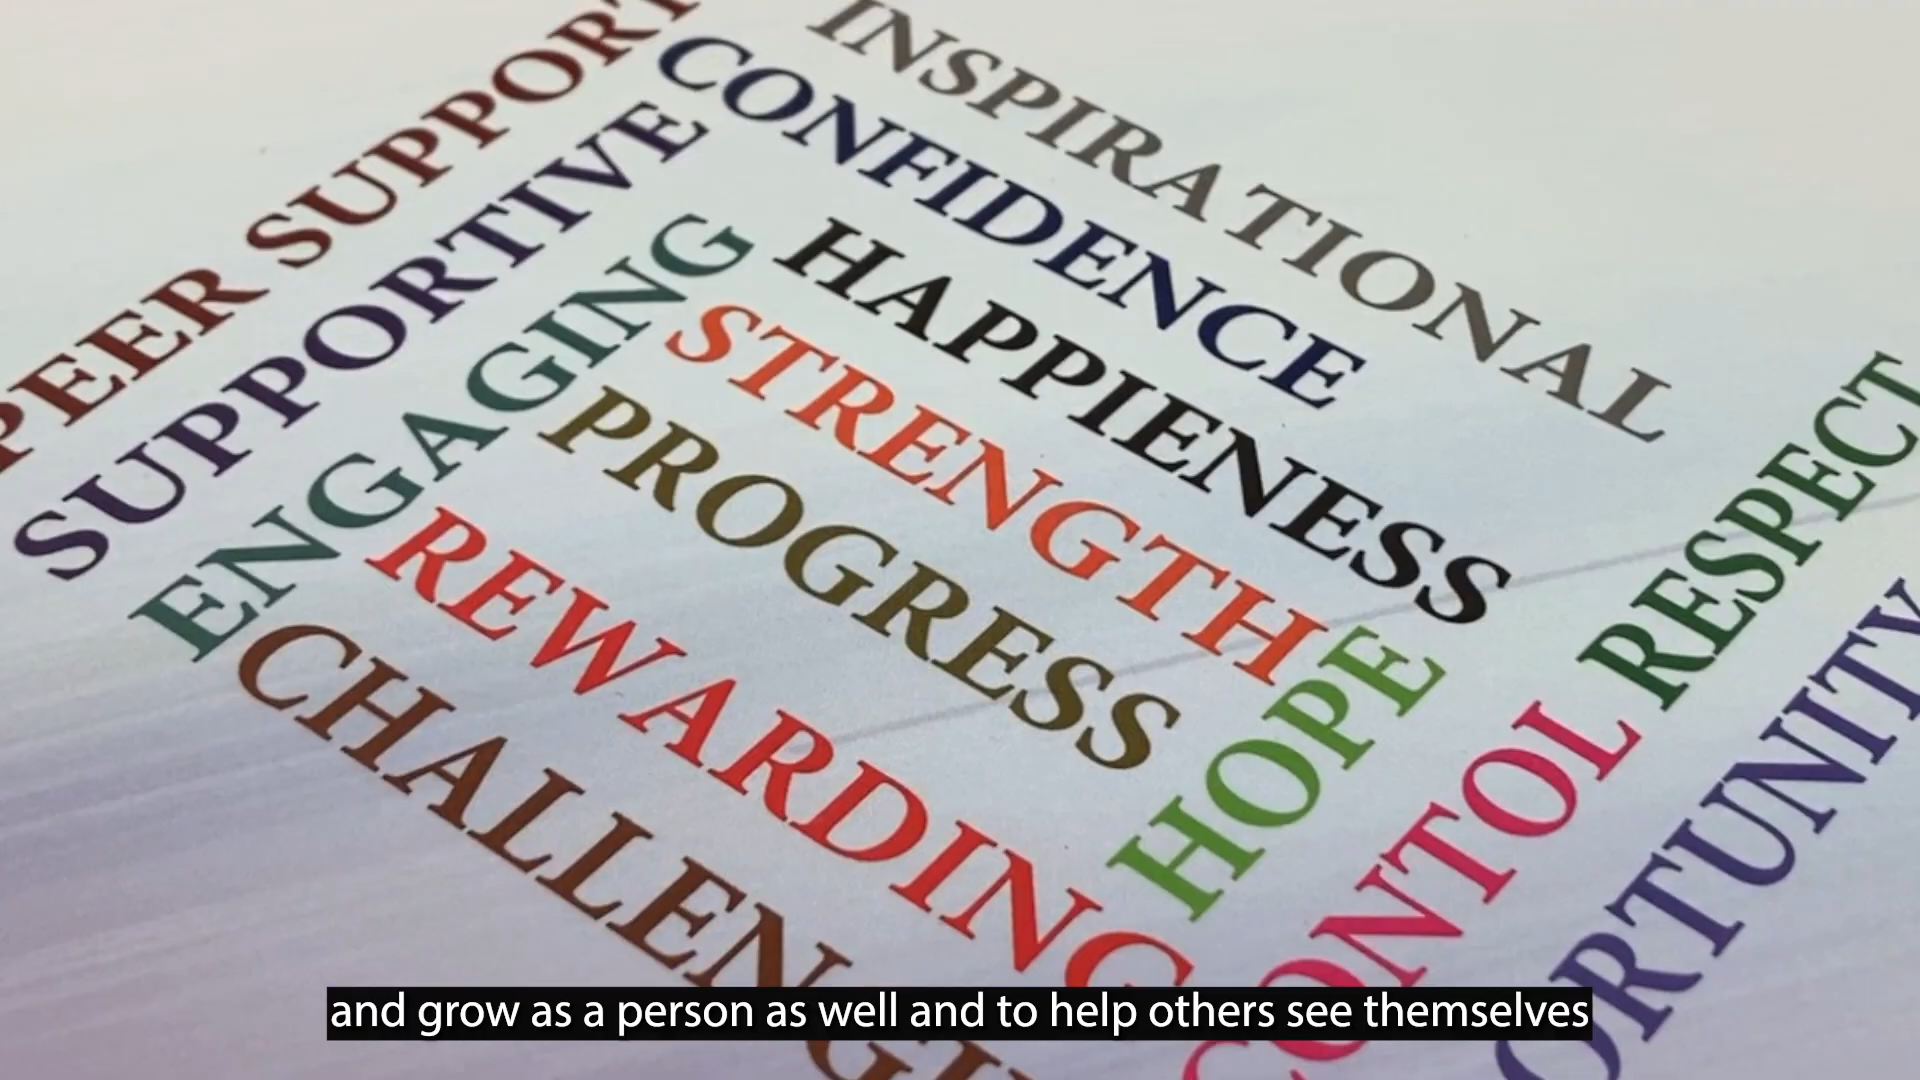 PEER SUPPORT
SUPPORTIVE
ENGAGING
INSPIRATIONAL
CONFIDENCE
HAPPIENESS
STRENGTH
PROGRESS
REWARDING
CHALLENGI
HOPE
CONTOL
RESPECT
ORTUNITY
and grow as a person as well and to help others see themselves